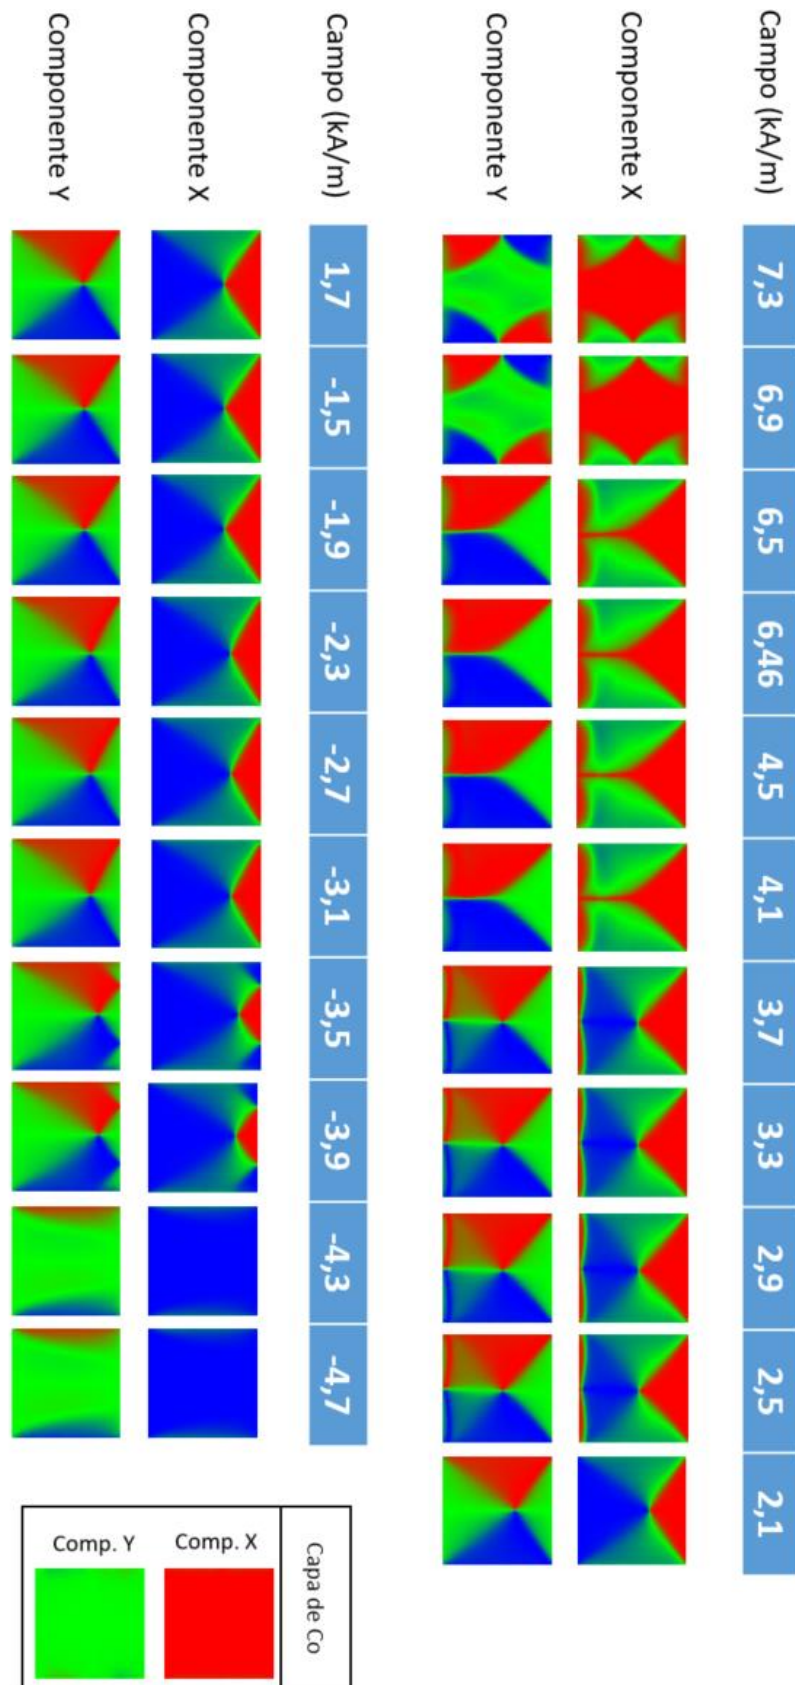 Campo (kA/m) 7,3 6,9 6,5 6,46 4,5 4,1 3,7 3,3 2,9 2,5 2,1
Componente X
Componente Y
Campo (kA/m) 1,7 -1,5 -1,9 -2,3 -2,7 -3,1 -3,5 -3,9 -4,3 -4,7
Componente X
Componente Y
Capa de Co
Comp. X
Comp. Y